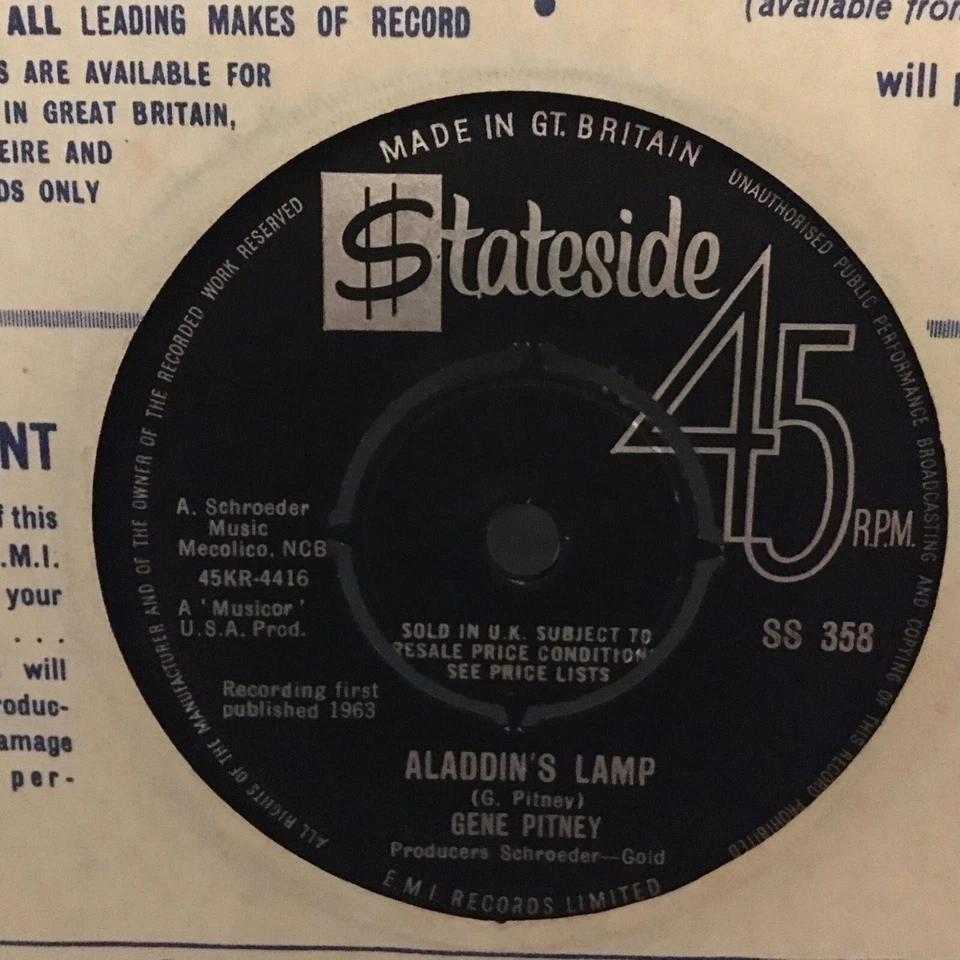 ALL LEADING MAKES OF RECORD
S ARE AVAILABLE FOR
IN GREAT BRITAIN,
EIRE AND
DS ONLY
(available from
will p
NT
f this
.M.I.
your
. . .
will
roduc-
amage
per-
MADE IN GT. BRITAIN
$tateside
45
R.P.M.
UNAUTHORISED PUBLIC PERFORMANCE BROADCASTING AND COPYING OF THIS RECORD PROHIBITED
ALL RIGHTS OF THE MANUFACTURER AND OF THE OWNER OF THE RECORDED WORK RESERVED
A. Schroeder
Music
Mecolico, NCB
45KR-4416
A 'Musicor'
U.S.A. Prod.
SOLD IN U.K. SUBJECT TO
RESALE PRICE CONDITIONS
SEE PRICE LISTS
SS 358
Recording first
published 1963
ALADDIN'S LAMP
(G. Pitney)
GENE PITNEY
Producers Schroeder—Gold
E.M.I. RECORDS LIMITED